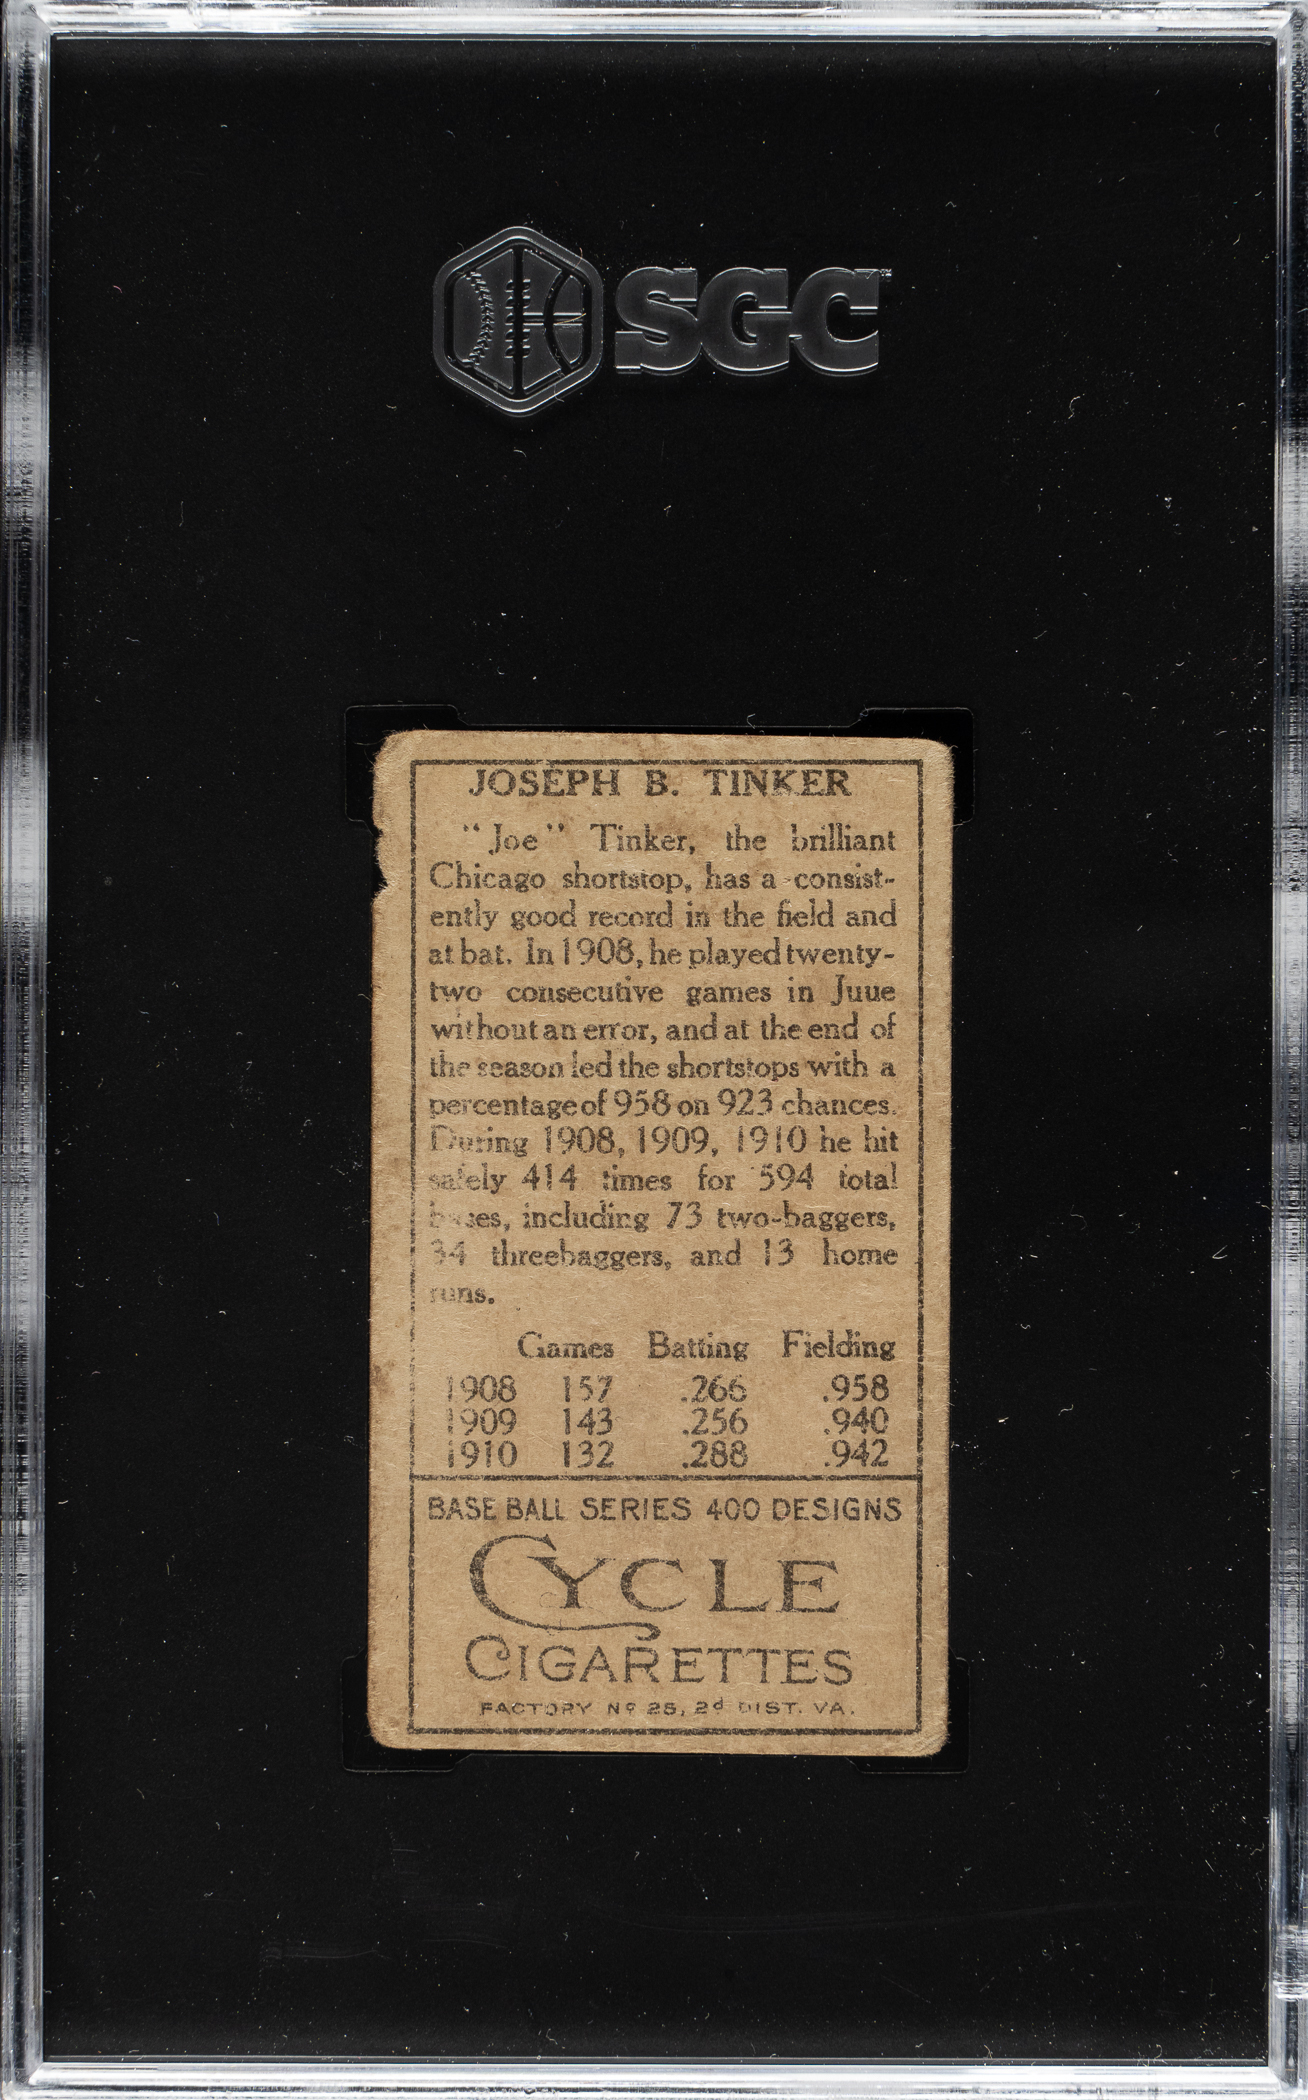 SGC
JOSEPH B. TINKER
“Joe” Tinker, the brilliant
Chicago shortstop, has a consist-
ently good record in the field and
at bat. In 1908, he played twenty-
two consecutive games in Juue
without an error, and at the end of
the season led the shortstops with a
percentage of 958 on 923 chances.
During 1908, 1909, 1910 he hit
safely 414 times for 594 total
bases, including 73 two-baggers,
34 threebaggers, and 13 home
runs.
Games Batting Fielding
1908 157 .266 .958
1909 143 .256 .940
1910 132 .288 .942
BASE BALL SERIES 400 DESIGNS
CYCLE
CIGARETTES
FACTORY Nº 25, 2d DIST. VA.